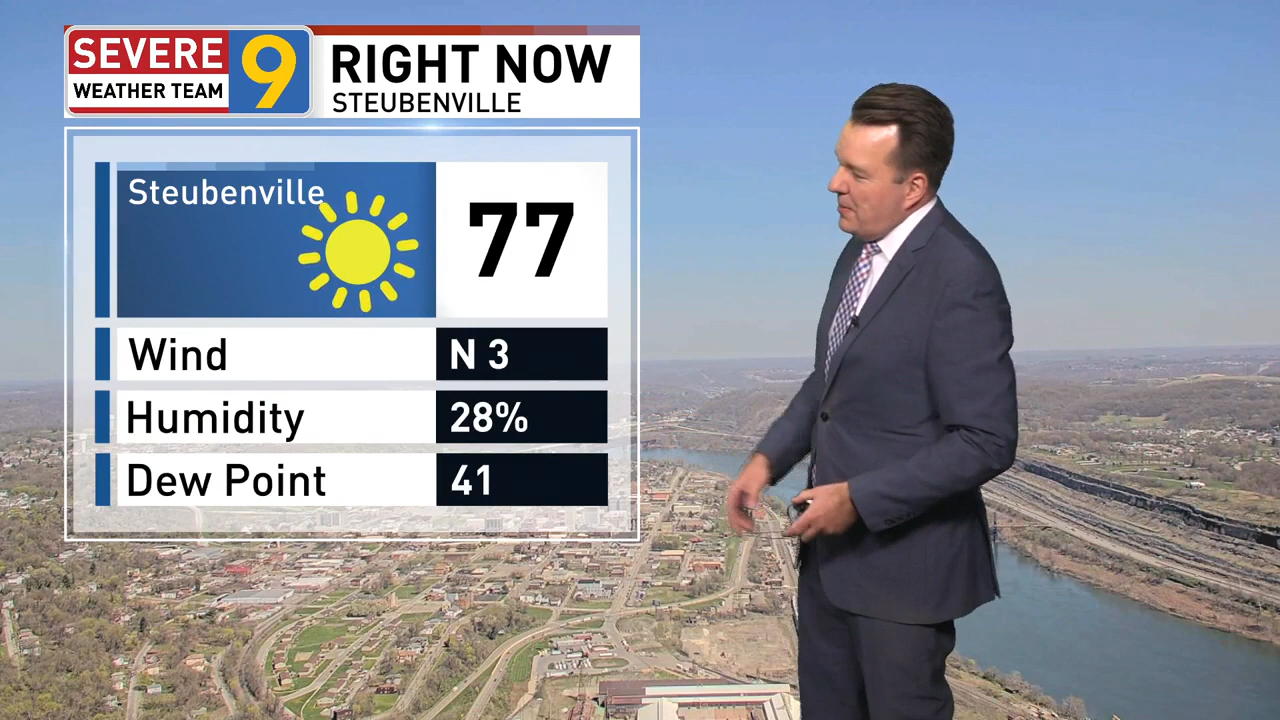 SEVERE
WEATHER TEAM
9
RIGHT NOW
STEUBENVILLE
Steubenville
77
Wind N 3
Humidity 28%
Dew Point 41